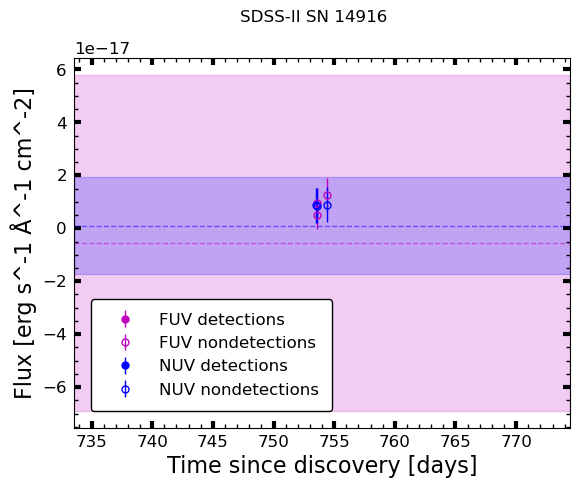 SDSS-II SN 14916
1e−17
6
4
2
0
−2
−4
−6
Flux [erg s^-1 Å^-1 cm^-2]
FUV detections
FUV nondetections
NUV detections
NUV nondetections
735 740 745 750 755 760 765 770
Time since discovery [days]